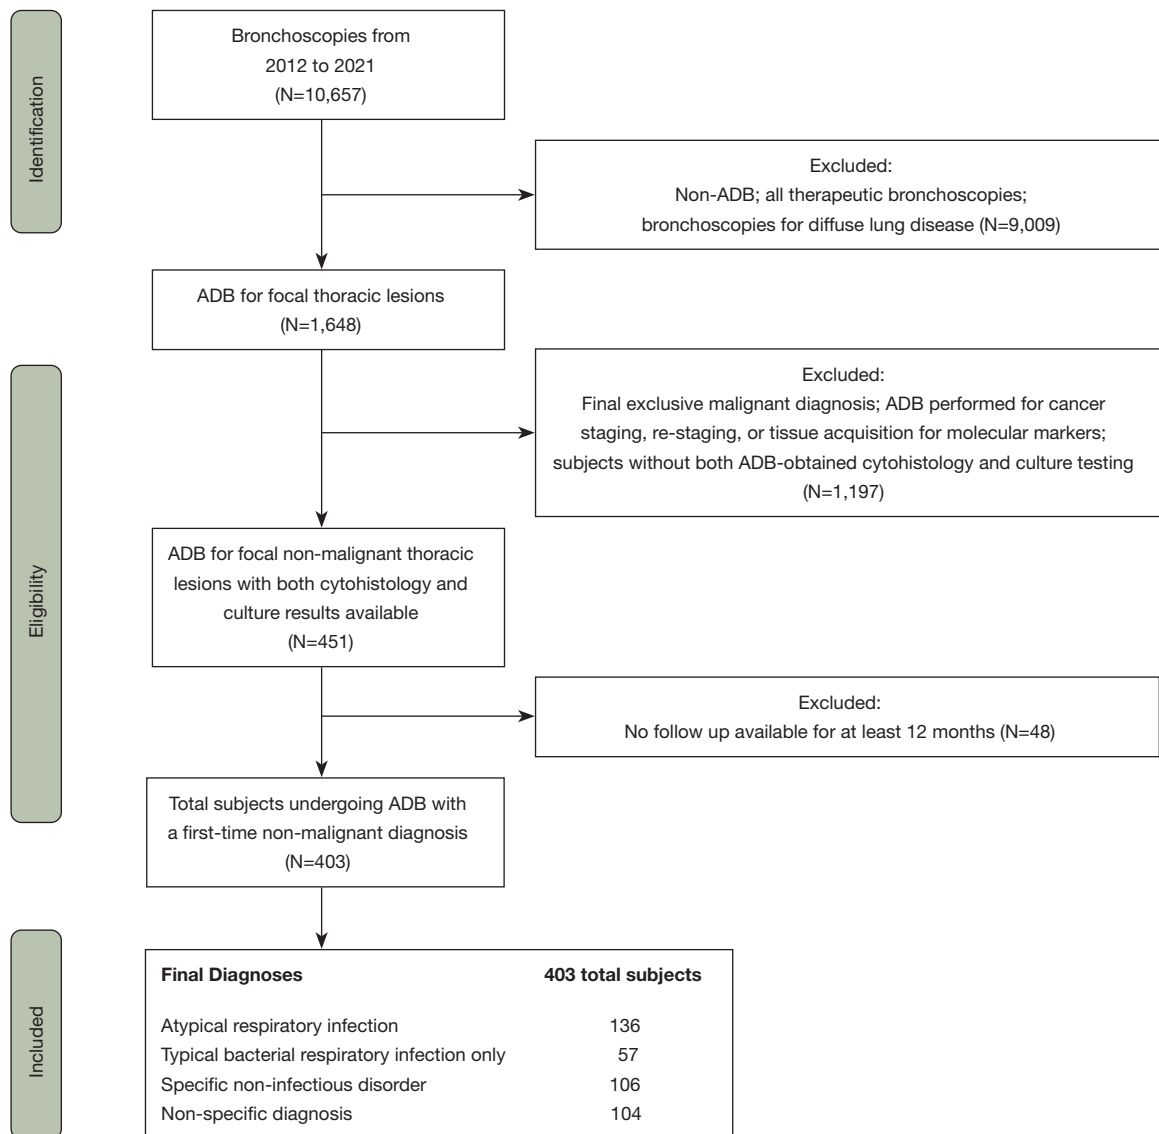 Identification
Bronchoscopies from
2012 to 2021
(N=10,657)
Excluded:
Non-ADB; all therapeutic bronchoscopies;
bronchoscopies for diffuse lung disease (N=9,009)
ADB for focal thoracic lesions
(N=1,648)
Eligibility
Excluded:
Final exclusive malignant diagnosis; ADB performed for cancer
staging, re-staging, or tissue acquisition for molecular markers;
subjects without both ADB-obtained cytohistology and culture testing
(N=1,197)
ADB for focal non-malignant thoracic
lesions with both cytohistology and
culture results available
(N=451)
Excluded:
No follow up available for at least 12 months (N=48)
Total subjects undergoing ADB with
a first-time non-malignant diagnosis
(N=403)
Included
Final Diagnoses 403 total subjects
Atypical respiratory infection 136
Typical bacterial respiratory infection only 57
Specific non-infectious disorder 106
Non-specific diagnosis 104